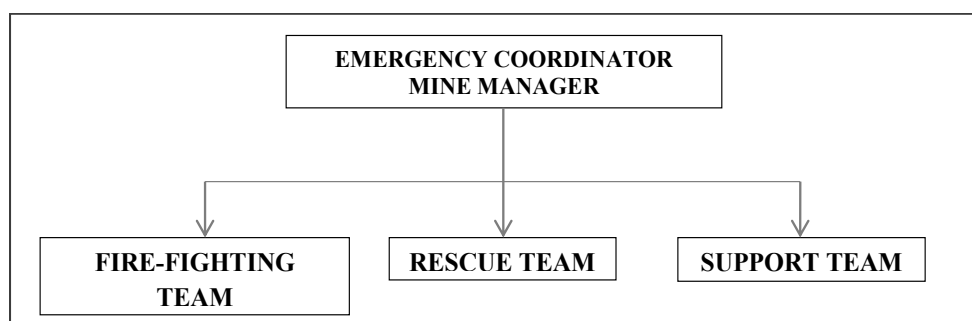 EMERGENCY COORDINATOR
MINE MANAGER
FIRE-FIGHTING
TEAM
RESCUE TEAM
SUPPORT TEAM